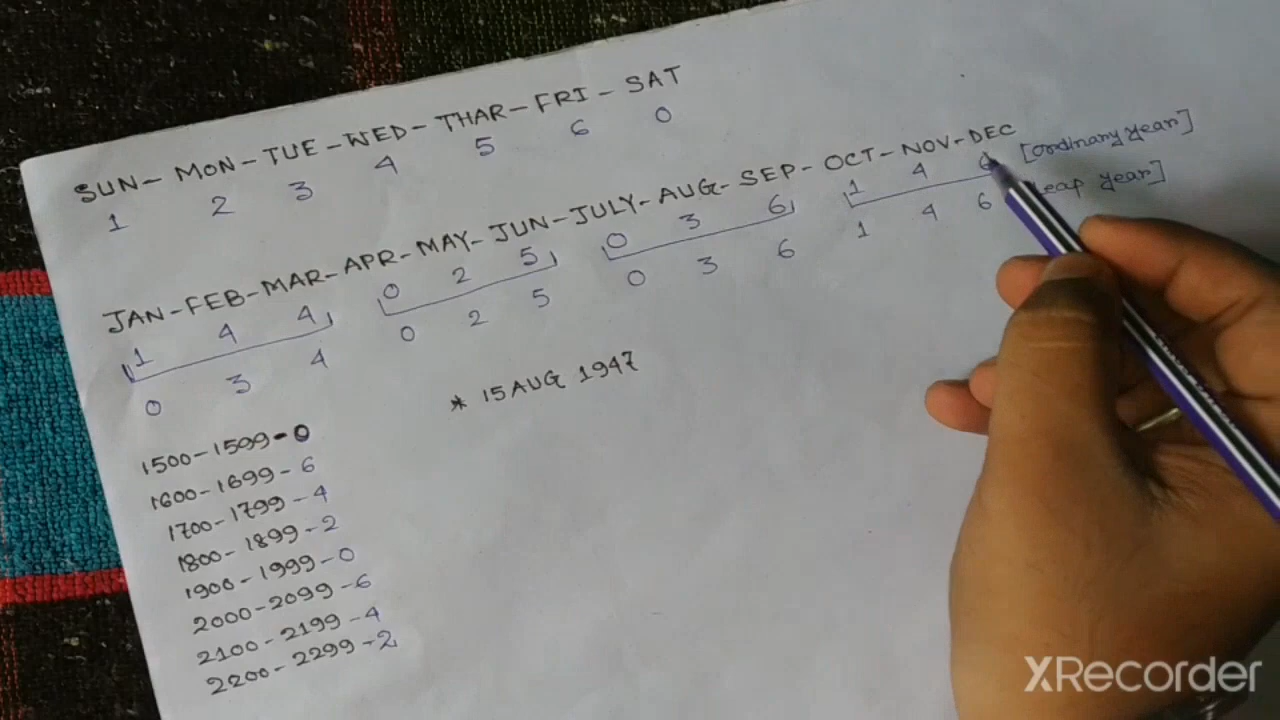 SUN- MON- TUE-WED- THAR- FRI- SAT
1 2 3 4 5 6 0
JAN-FEB-MAR-APR-MAY-JUN-JULY-AUG-SEP-OCT-NOV-DEC [ordinary year]
1 4 4 0 2 5 0 3 6 1 4 6
0 3 4 0 2 5 0 3 6 1 4 6 Leap year]
* 15 AUG 1947
1500-1599-0
1600-1699-6
1700-1799-4
1800-1899-2
1900-1999-0
2000-2099-6
2100-2199-4
2200-2299-2
XRecorder